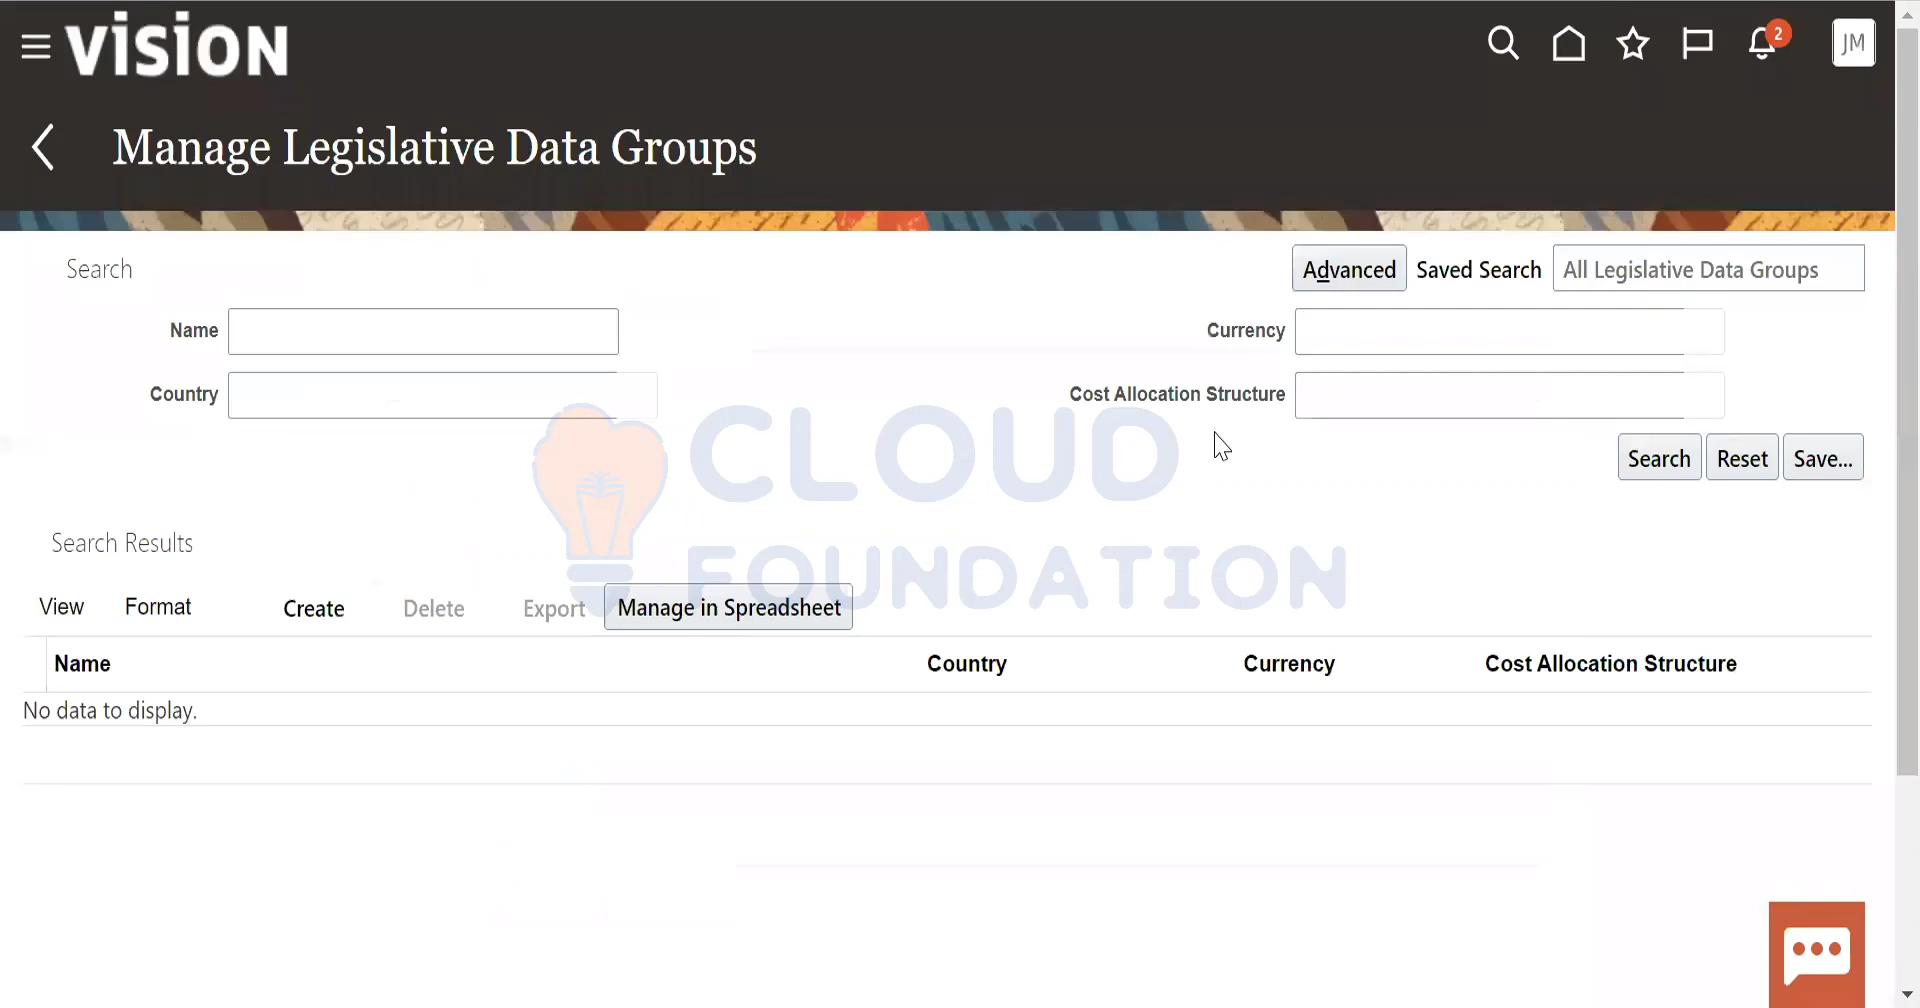 vision
2
JM
Manage Legislative Data Groups
Search
Advanced Saved Search All Legislative Data Groups
Name
Currency
Country
Cost Allocation Structure
CLOUD
FOUNDATION
Search Reset Save...
Search Results
View Format Create Delete Export Manage in Spreadsheet
Name Country Currency Cost Allocation Structure
No data to display.